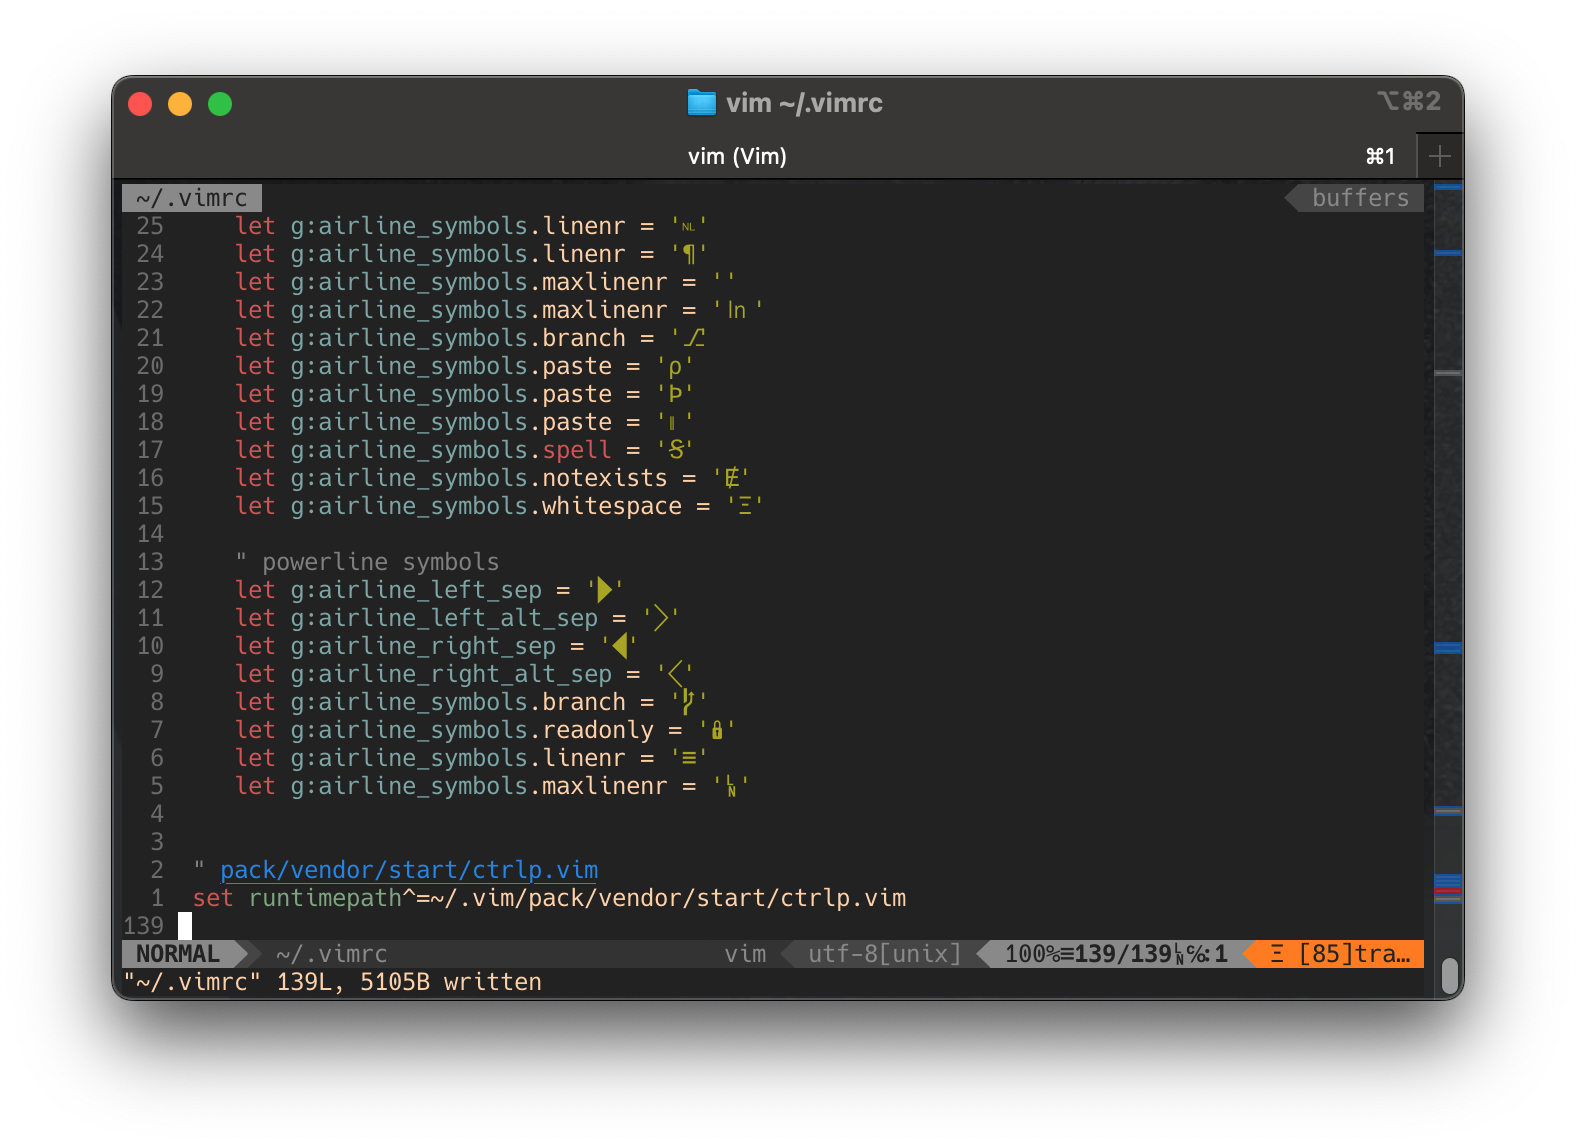 vim ~/.vimrc ⌥⌘2
vim (Vim) ⌘1 +
~/.vimrc buffers
25 let g:airline_symbols.linenr = '␤'
24 let g:airline_symbols.linenr = '¶'
23 let g:airline_symbols.maxlinenr = ''
22 let g:airline_symbols.maxlinenr = '㏑'
21 let g:airline_symbols.branch = '⎇'
20 let g:airline_symbols.paste = 'ρ'
19 let g:airline_symbols.paste = 'Þ'
18 let g:airline_symbols.paste = '∥'
17 let g:airline_symbols.spell = 'Ꞩ'
16 let g:airline_symbols.notexists = 'Ɇ'
15 let g:airline_symbols.whitespace = 'Ξ'
14
13 " powerline symbols
12 let g:airline_left_sep = ''
11 let g:airline_left_alt_sep = ''
10 let g:airline_right_sep = ''
9 let g:airline_right_alt_sep = ''
8 let g:airline_symbols.branch = ''
7 let g:airline_symbols.readonly = ''
6 let g:airline_symbols.linenr = '☰'
5 let g:airline_symbols.maxlinenr = ''
4
3
2 " pack/vendor/start/ctrlp.vim
1 set runtimepath^=~/.vim/pack/vendor/start/ctrlp.vim
139
NORMAL ~/.vimrc vim utf-8[unix] 100%☰139/139℅:1 Ξ [85]tra…
"~/.vimrc" 139L, 5105B written